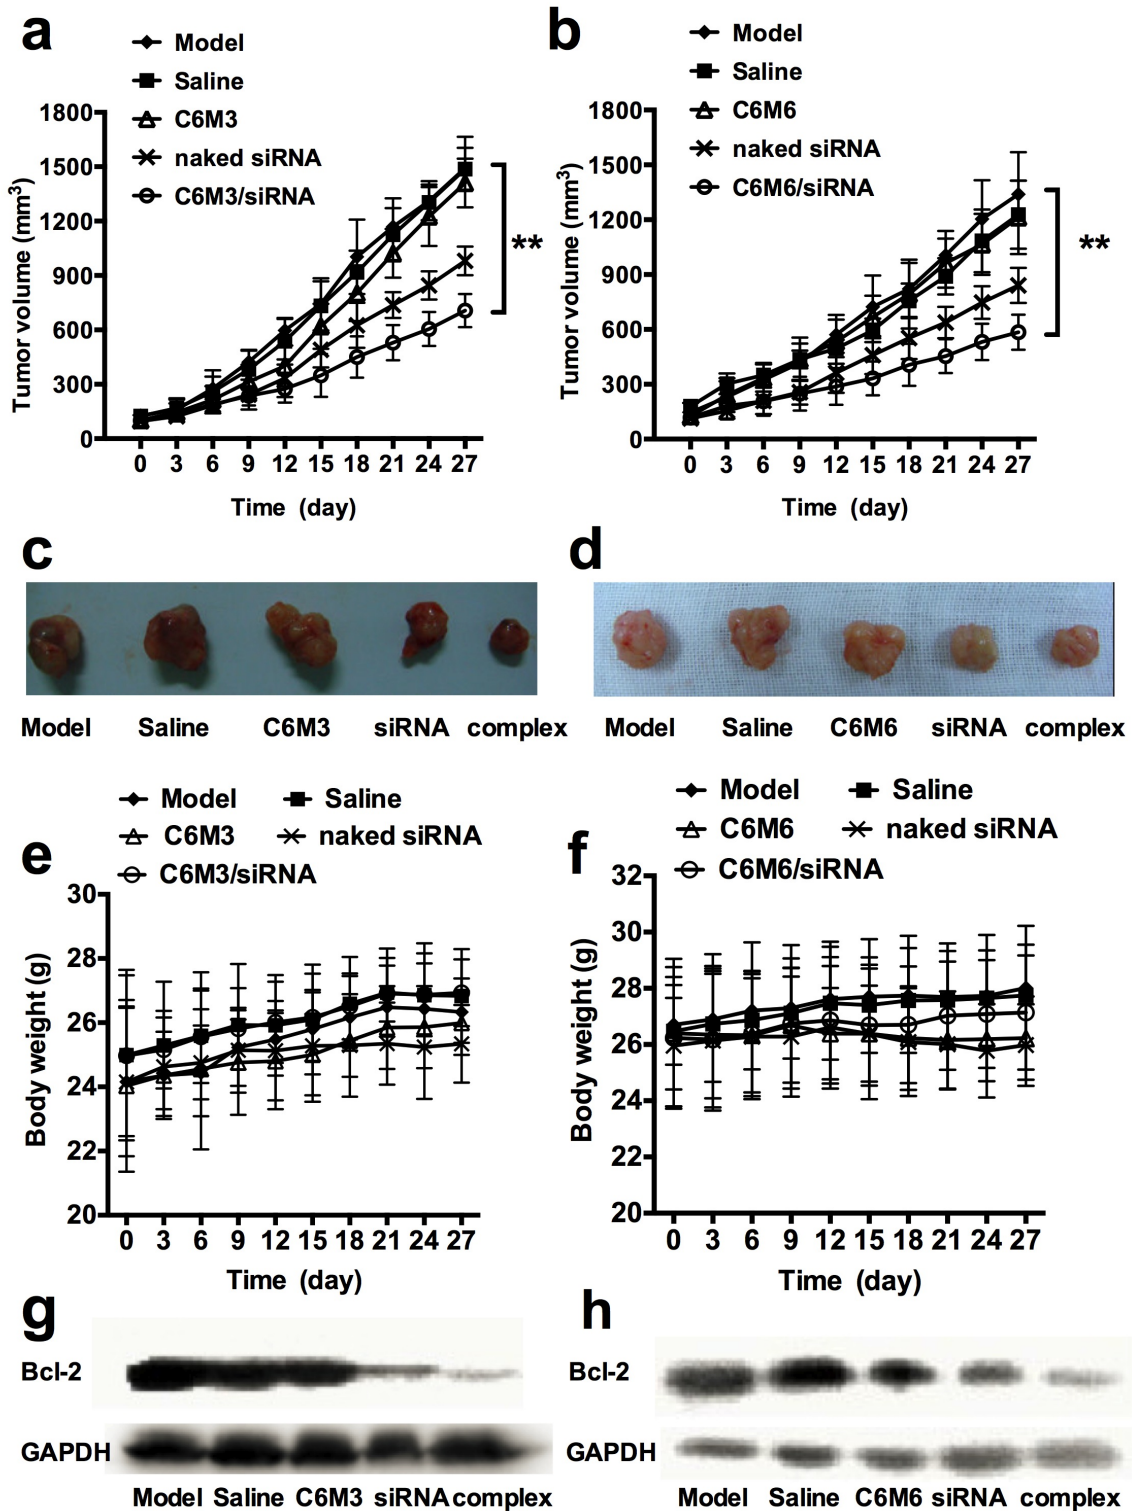 a
Model
Saline
C6M3
naked siRNA
C6M3/siRNA
Tumor volume (mm³)
1800
1500
1200
900
600
300
0
**
0 3 6 9 12 15 18 21 24 27
Time (day)
b
Model
Saline
C6M6
naked siRNA
C6M6/siRNA
Tumor volume (mm³)
1800
1500
1200
900
600
300
0
**
0 3 6 9 12 15 18 21 24 27
Time (day)
c
Model Saline C6M3 siRNA complex
d
Model Saline C6M6 siRNA complex
e
Model Saline
C6M3 naked siRNA
C6M3/siRNA
Body weight (g)
30
28
26
24
22
20
0 3 6 9 12 15 18 21 24 27
Time (day)
f
Model Saline
C6M6 naked siRNA
C6M6/siRNA
Body weight (g)
32
30
28
26
24
22
20
0 3 6 9 12 15 18 21 24 27
Time (day)
g
Bcl-2
GAPDH
Model Saline C6M3 siRNA complex
h
Bcl-2
GAPDH
Model Saline C6M6 siRNA complex